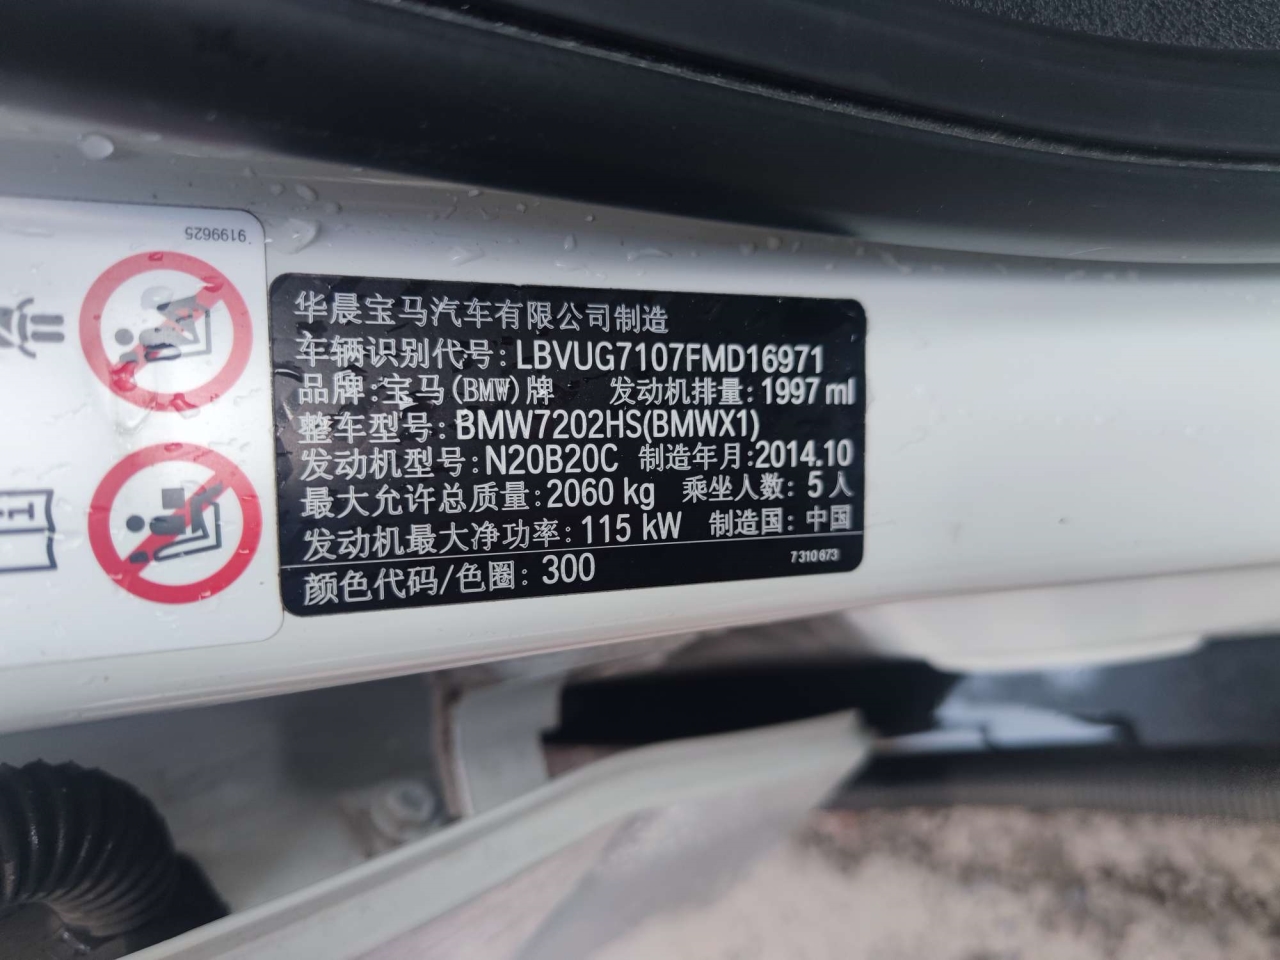 9199625
华晨宝马汽车有限公司制造
车辆识别代号: LBVUG7107FMD16971
品牌: 宝马(BMW)牌 发动机排量: 1997 ml
整车型号: BMW7202HS(BMWX1)
发动机型号: N20B20C 制造年月: 2014.10
最大允许总质量: 2060 kg 乘坐人数: 5人
发动机最大净功率: 115 kW 制造国: 中国
颜色代码/色圈: 300 7 310 673